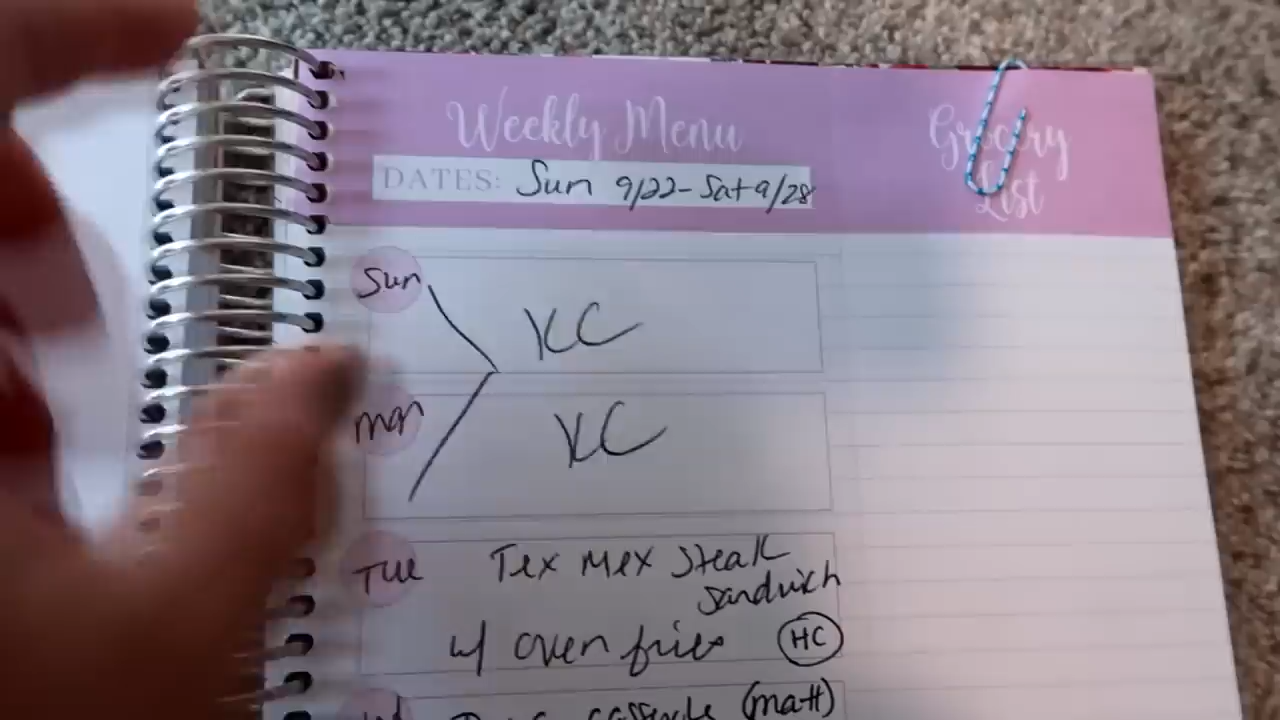 Weekly Menu
Grocery
List
DATES: Sun 9/22 - Sat 9/28
Sun KC
mon KC
TUE Tex Mex Steak
sandwich
w/ oven fries HC
(matt)